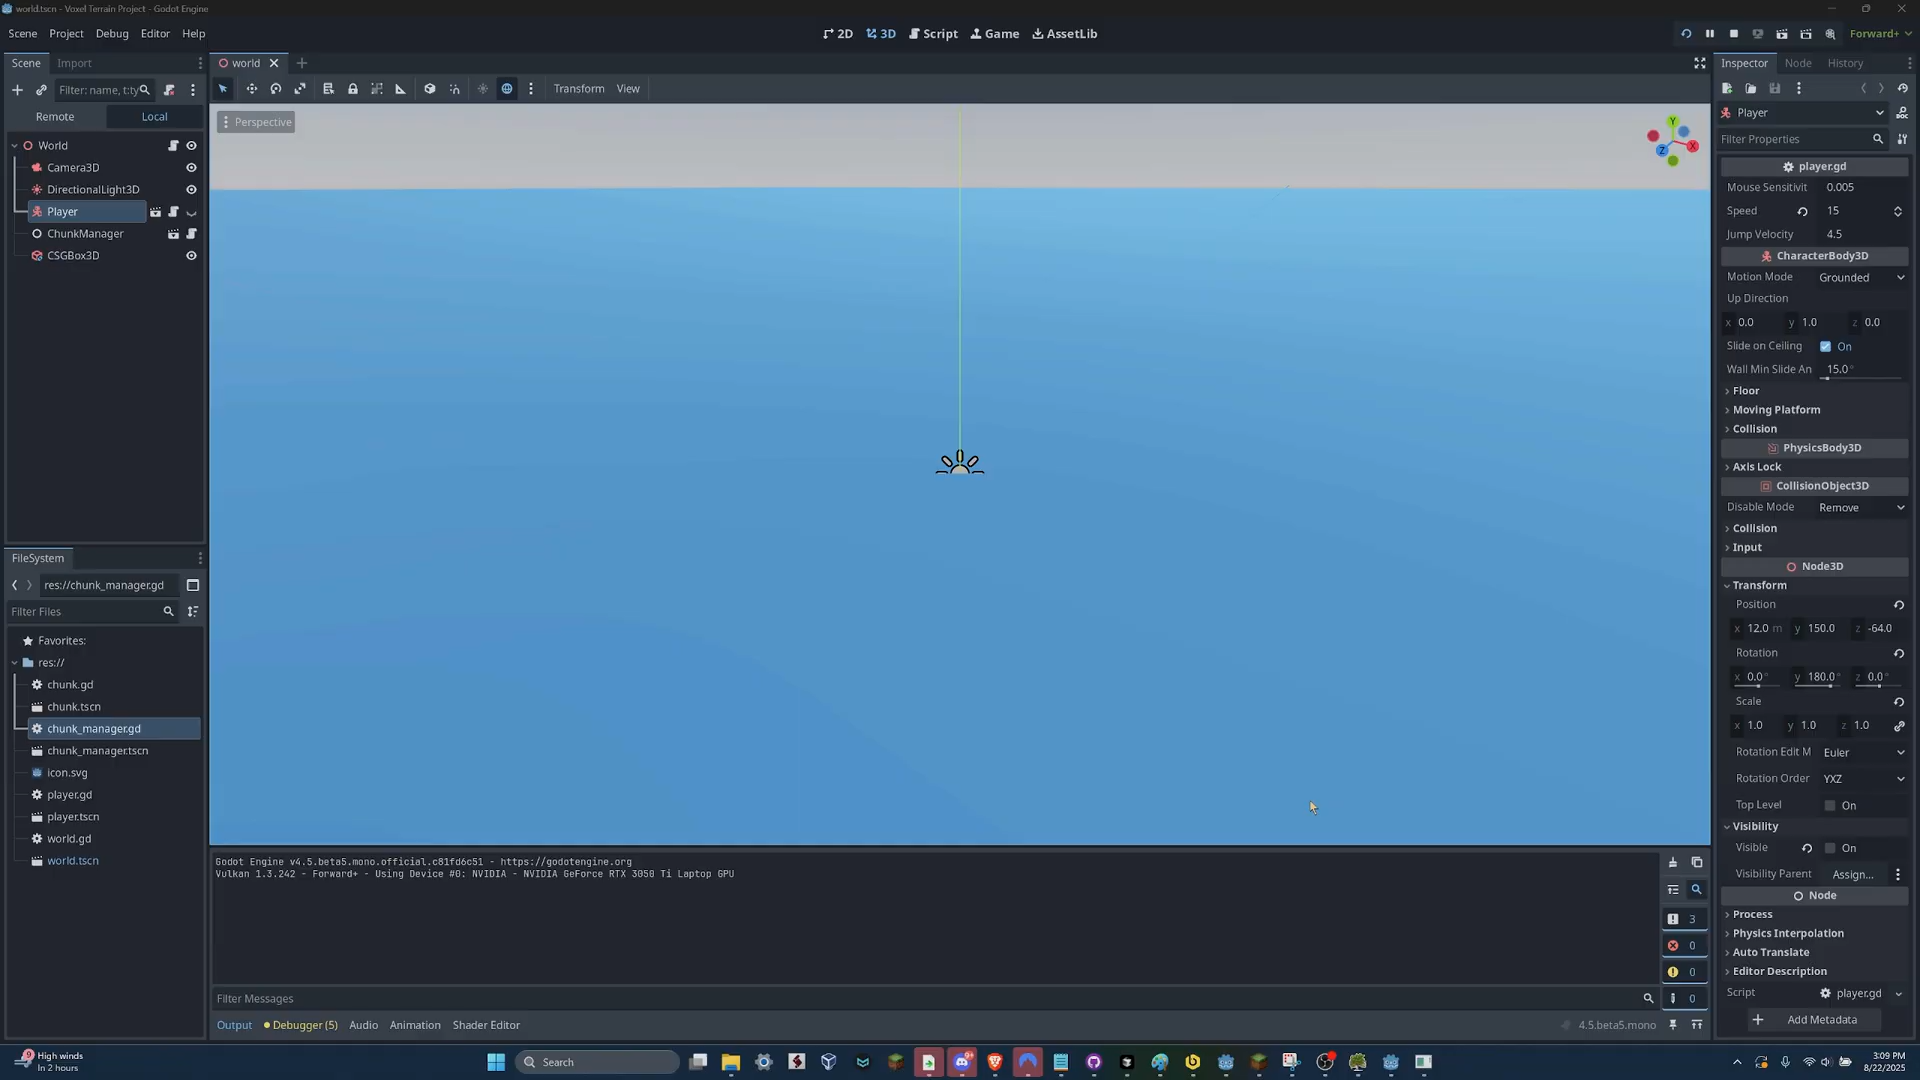 world.tscn - Voxel Terrain Project - Godot Engine
Scene Project Debug Editor Help
2D 3D Script Game AssetLib
Forward+
Scene Import
world
Inspector Node History
Filter: name, t:ty
Transform View
Remote Local
Player
Perspective
Y
X
Z
Filter Properties
World
Camera3D
DirectionalLight3D
Player
ChunkManager
CSGBox3D
player.gd
Mouse Sensitivit 0.005
Speed 15
Jump Velocity 4.5
CharacterBody3D
Motion Mode Grounded
Up Direction
x 0.0 y 1.0 z 0.0
Slide on Ceiling On
Wall Min Slide An 15.0°
Floor
Moving Platform
Collision
PhysicsBody3D
Axis Lock
CollisionObject3D
Disable Mode Remove
Collision
Input
Node3D
Transform
Position
x 12.0 m y 150.0 z -64.0
Rotation
x 0.0° y 180.0° z 0.0°
Scale
x 1.0 y 1.0 z 1.0
Rotation Edit M Euler
Rotation Order YXZ
Top Level On
Visibility
Visible On
Visibility Parent Assign...
Node
Process
Physics Interpolation
Auto Translate
Editor Description
Script player.gd
Add Metadata
FileSystem
res://chunk_manager.gd
Filter Files
Favorites:
res://
chunk.gd
chunk.tscn
chunk_manager.gd
chunk_manager.tscn
icon.svg
player.gd
player.tscn
world.gd
world.tscn
Godot Engine v4.5.beta5.mono.official.c81fd6c51 - https://godotengine.org
Vulkan 1.3.242 - Forward+ - Using Device #0: NVIDIA - NVIDIA GeForce RTX 3050 Ti Laptop GPU
3
0
0
0
Filter Messages
Output Debugger (5) Audio Animation Shader Editor
4.5.beta5.mono
High winds
In 2 hours
Search
3:09 PM
8/22/2025